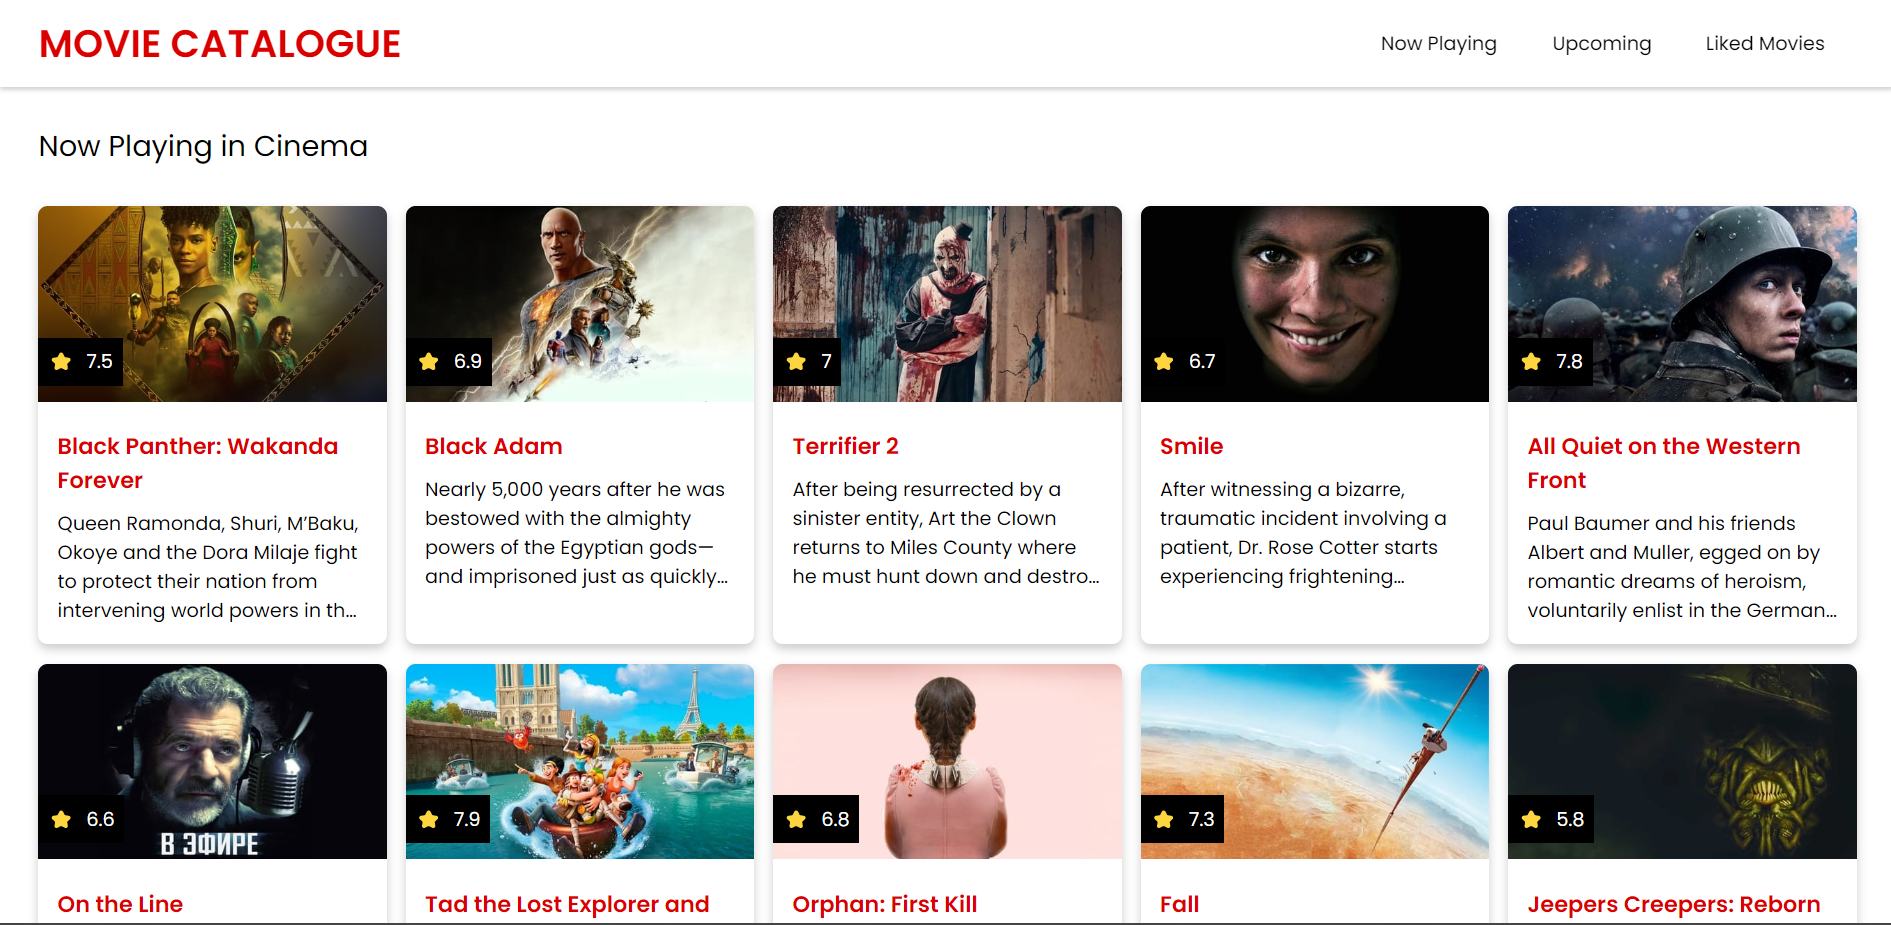 MOVIE CATALOGUE
Now Playing
Upcoming
Liked Movies
Now Playing in Cinema
7.5
Black Panther: Wakanda
Forever
Queen Ramonda, Shuri, M’Baku,
Okoye and the Dora Milaje fight
to protect their nation from
intervening world powers in th...
6.9
Black Adam
Nearly 5,000 years after he was
bestowed with the almighty
powers of the Egyptian gods—
and imprisoned just as quickly...
7
Terrifier 2
After being resurrected by a
sinister entity, Art the Clown
returns to Miles County where
he must hunt down and destro...
6.7
Smile
After witnessing a bizarre,
traumatic incident involving a
patient, Dr. Rose Cotter starts
experiencing frightening...
7.8
All Quiet on the Western
Front
Paul Baumer and his friends
Albert and Muller, egged on by
romantic dreams of heroism,
voluntarily enlist in the German...
6.6
В ЭФИРЕ
On the Line
7.9
Tad the Lost Explorer and
6.8
Orphan: First Kill
7.3
Fall
5.8
Jeepers Creepers: Reborn